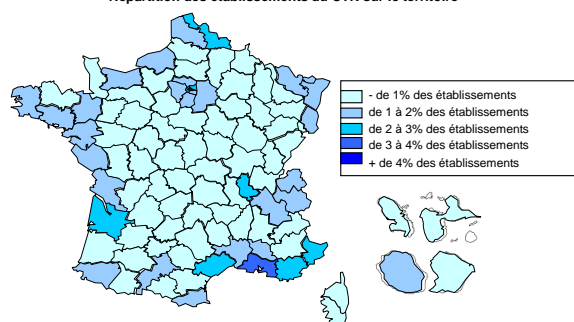 - de 1% des établissements
de 1 à 2% des établissements
de 2 à 3% des établissements
de 3 à 4% des établissements
+ de 4% des établissements